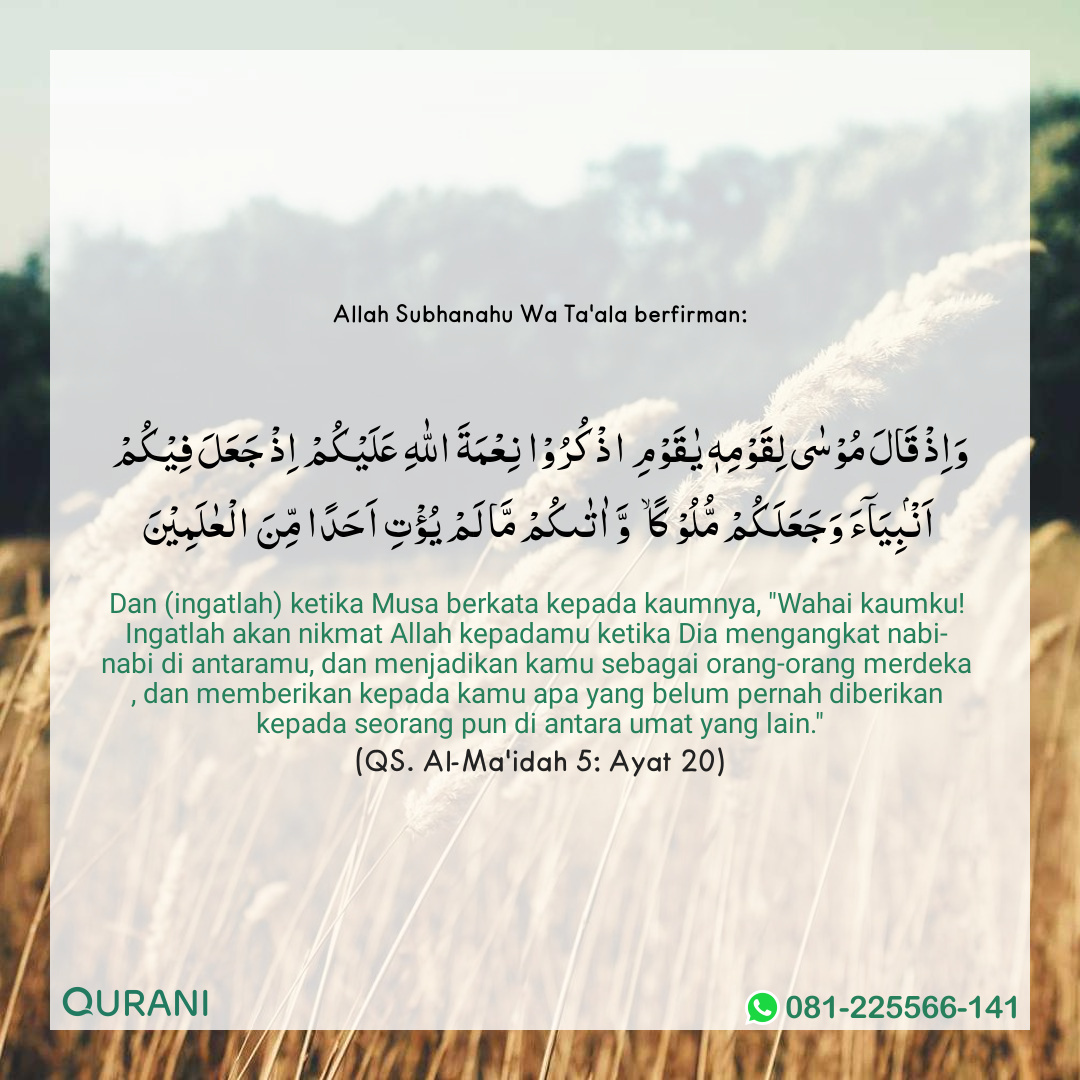 Allah Subhanahu Wa Ta'ala berfirman:
وَاِذْ قَالَ مُوْسٰى لِقَوْمِهٖ يٰقَوْمِ اذْكُرُوْا نِعْمَةَ اللّٰهِ عَلَيْكُمْ اِذْ جَعَلَ فِيْكُمْ
اَنْۢبِيَآءَ وَجَعَلَكُمْ مُّلُوْكًاۙ وَّاٰتٰىكُمْ مَّا لَمْ يُؤْتِ اَحَدًا مِّنَ الْعٰلَمِيْنَ
Dan (ingatlah) ketika Musa berkata kepada kaumnya, "Wahai kaumku!
Ingatlah akan nikmat Allah kepadamu ketika Dia mengangkat nabi-
nabi di antaramu, dan menjadikan kamu sebagai orang-orang merdeka
, dan memberikan kepada kamu apa yang belum pernah diberikan
kepada seorang pun di antara umat yang lain."
(QS. Al-Ma'idah 5: Ayat 20)
QURANI
081-225566-141